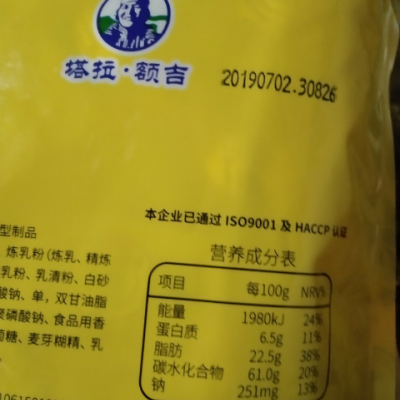 塔拉·额吉
20190702.30826
本企业已通过 ISO9001 及 HACCP 认证
型制品
炼乳粉(炼乳、精炼
乳粉、乳清粉、白砂
酸钠、单，双甘油脂
聚磷酸钠、食品用香
萄糖、麦芽糊精、乳
营养成分表
项目 每100g NRV%
能量 1980kJ 24%
蛋白质 6.5g 11%
脂肪 22.5g 38%
碳水化合物 61.0g 20%
钠 251mg 13%